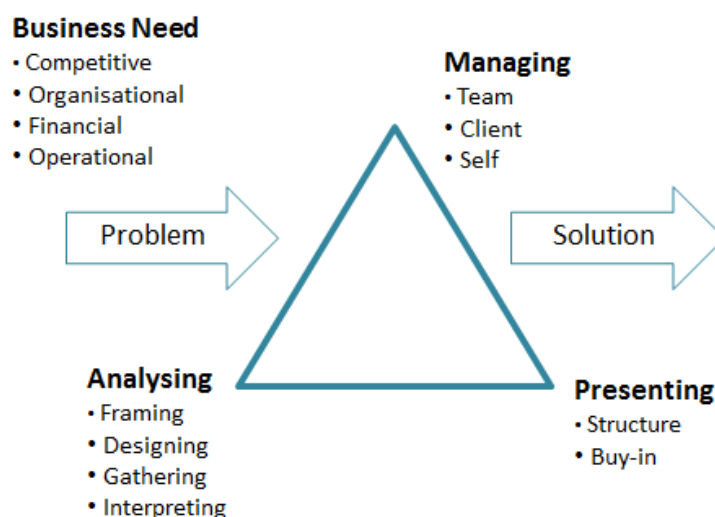 Business Need
• Competitive
• Organisational
• Financial
• Operational
Managing
• Team
• Client
• Self
Problem
Solution
Analysing
• Framing
• Designing
• Gathering
• Interpreting
Presenting
• Structure
• Buy-in